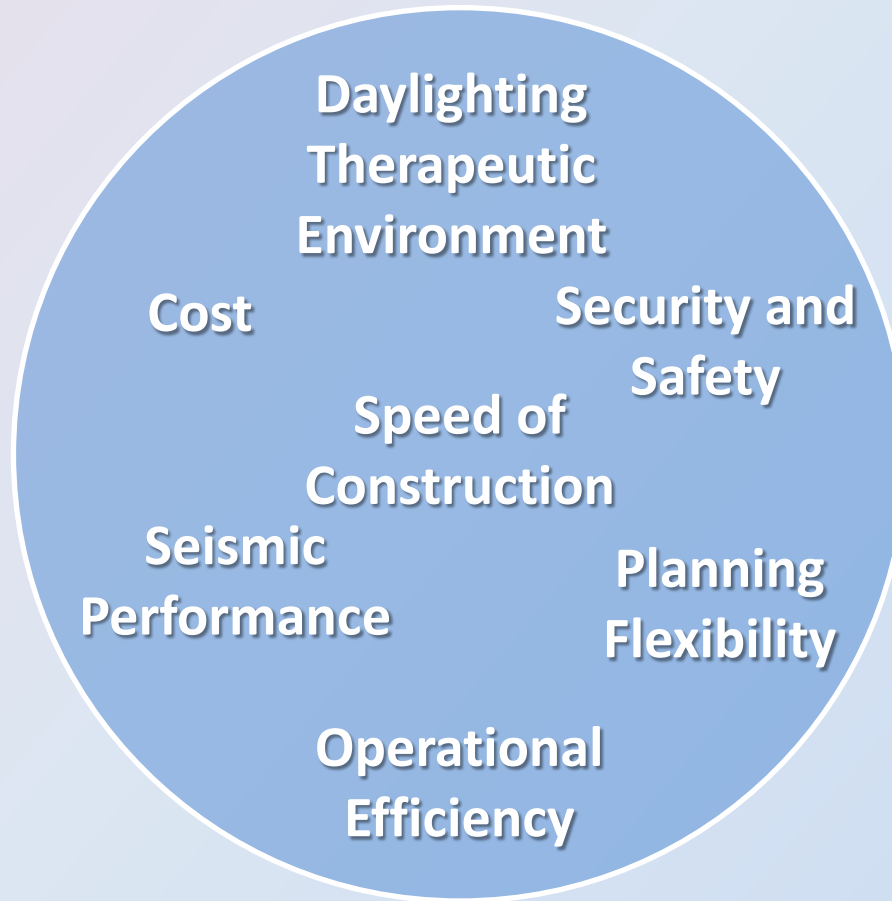 Daylighting
Therapeutic
Environment
Cost
Security and
Safety
Speed of
Construction
Seismic
Performance
Planning
Flexibility
Operational
Efficiency